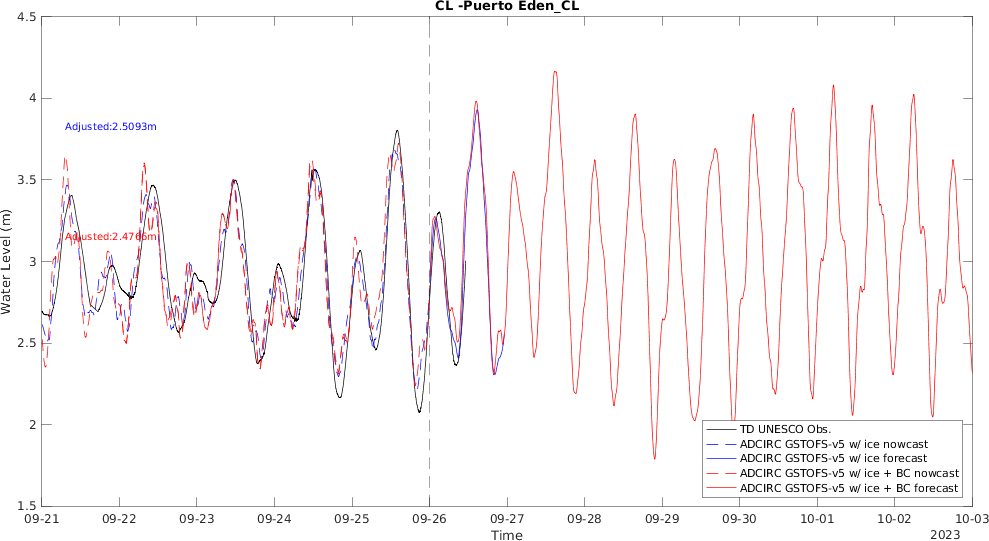 CL -Puerto Eden_CL
4.5
4
3.5
3
2.5
2
1.5
Water Level (m)
Adjusted:2.5093m
Adjusted:2.4766m
TD UNESCO Obs.
ADCIRC GSTOFS-v5 w/ ice nowcast
ADCIRC GSTOFS-v5 w/ ice forecast
ADCIRC GSTOFS-v5 w/ ice + BC nowcast
ADCIRC GSTOFS-v5 w/ ice + BC forecast
09-21 09-22 09-23 09-24 09-25 09-26 09-27 09-28 09-29 09-30 10-01 10-02 10-03
Time
2023